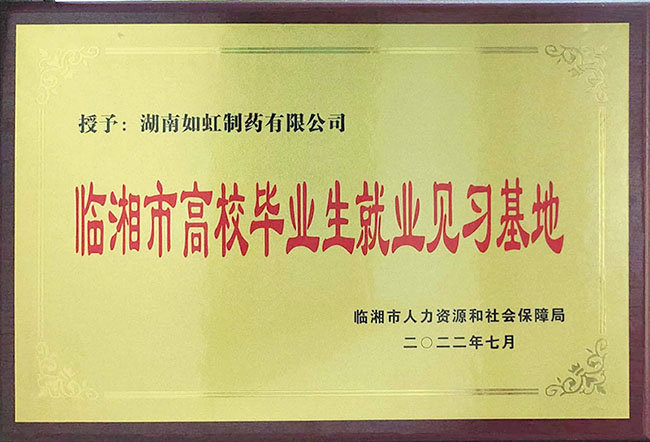 授予：湖南如虹制药有限公司
临湘市高校毕业生就业见习基地
临湘市人力资源和社会保障局
二〇二二年七月